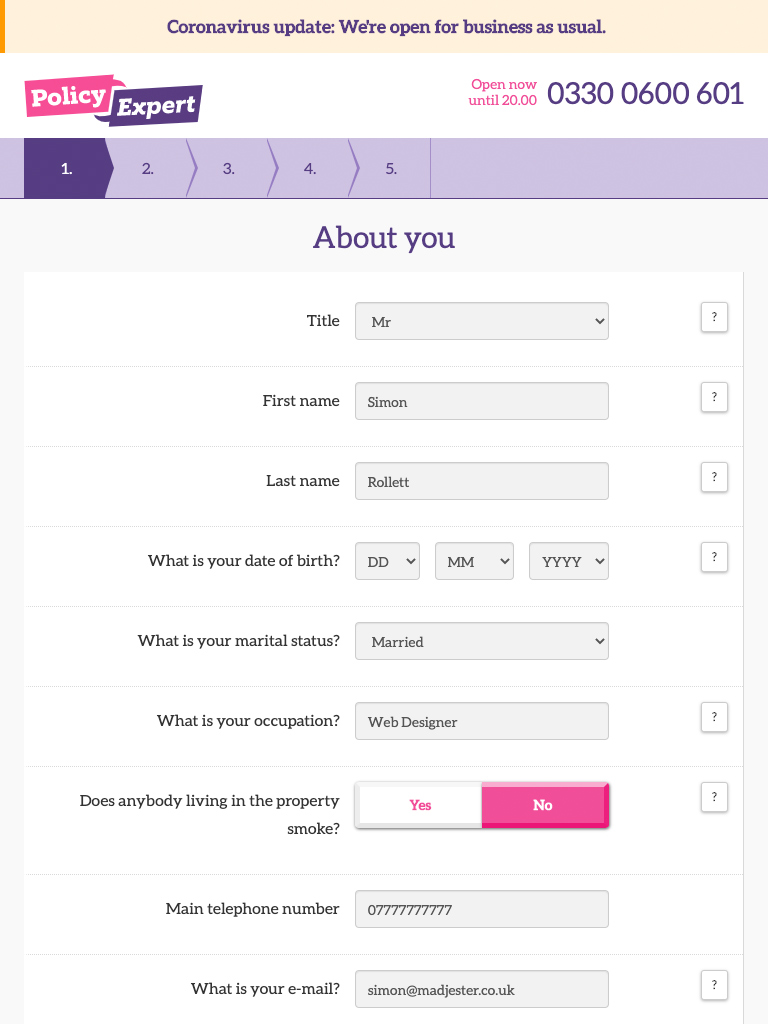 Coronavirus update: We're open for business as usual.
Policy Expert
Open now
until 20.00
0330 0600 601
1. 2. 3. 4. 5.
About you
Title Mr ?
First name Simon ?
Last name Rollett ?
What is your date of birth? DD MM YYYY ?
What is your marital status? Married
What is your occupation? Web Designer ?
Does anybody living in the property
smoke?
Yes No ?
Main telephone number 07777777777
What is your e-mail? simon@madjester.co.uk ?